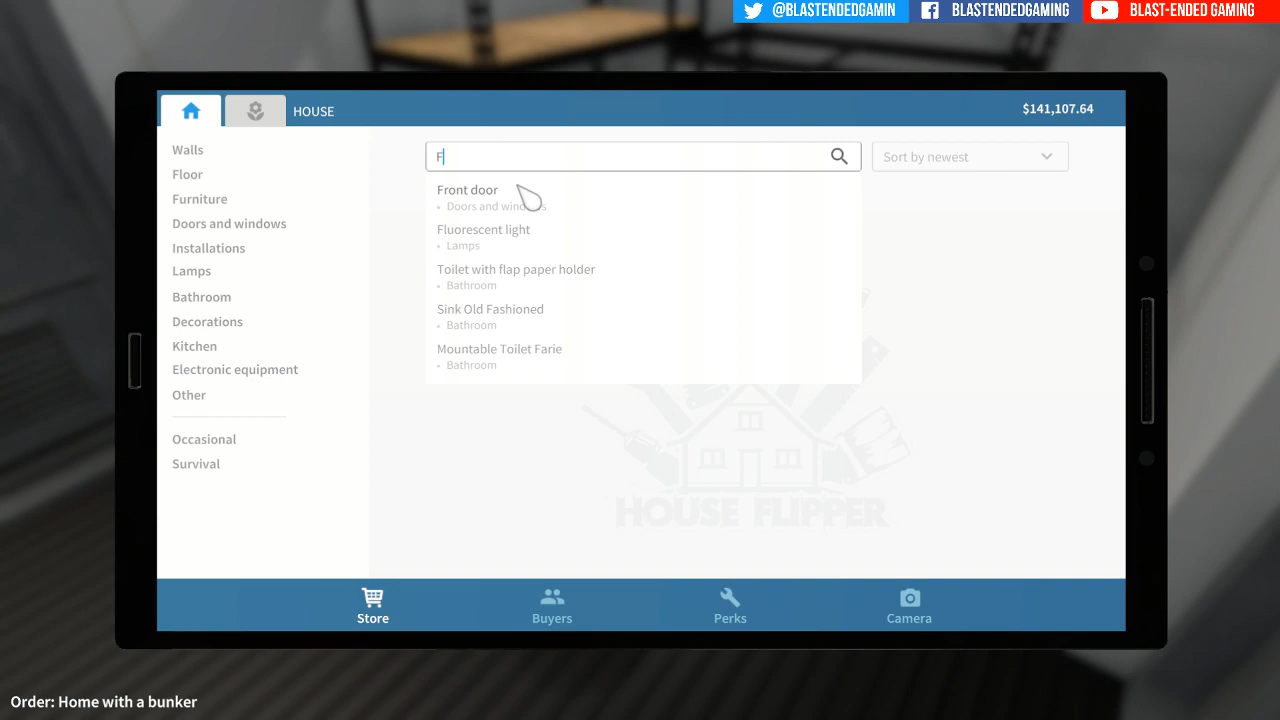 @BLASTENDEDGAMIN
BLASTENDEDGAMING
BLAST-ENDED GAMING
HOUSE
$141,107.64
Walls
Floor
Furniture
Doors and windows
Installations
Lamps
Bathroom
Decorations
Kitchen
Electronic equipment
Other
Occasional
Survival
F
Sort by newest
Front door
Doors and windows
Fluorescent light
Lamps
Toilet with flap paper holder
Bathroom
Sink Old Fashioned
Bathroom
Mountable Toilet Farie
Bathroom
HOUSE FLIPPER
Store
Buyers
Perks
Camera
Order: Home with a bunker